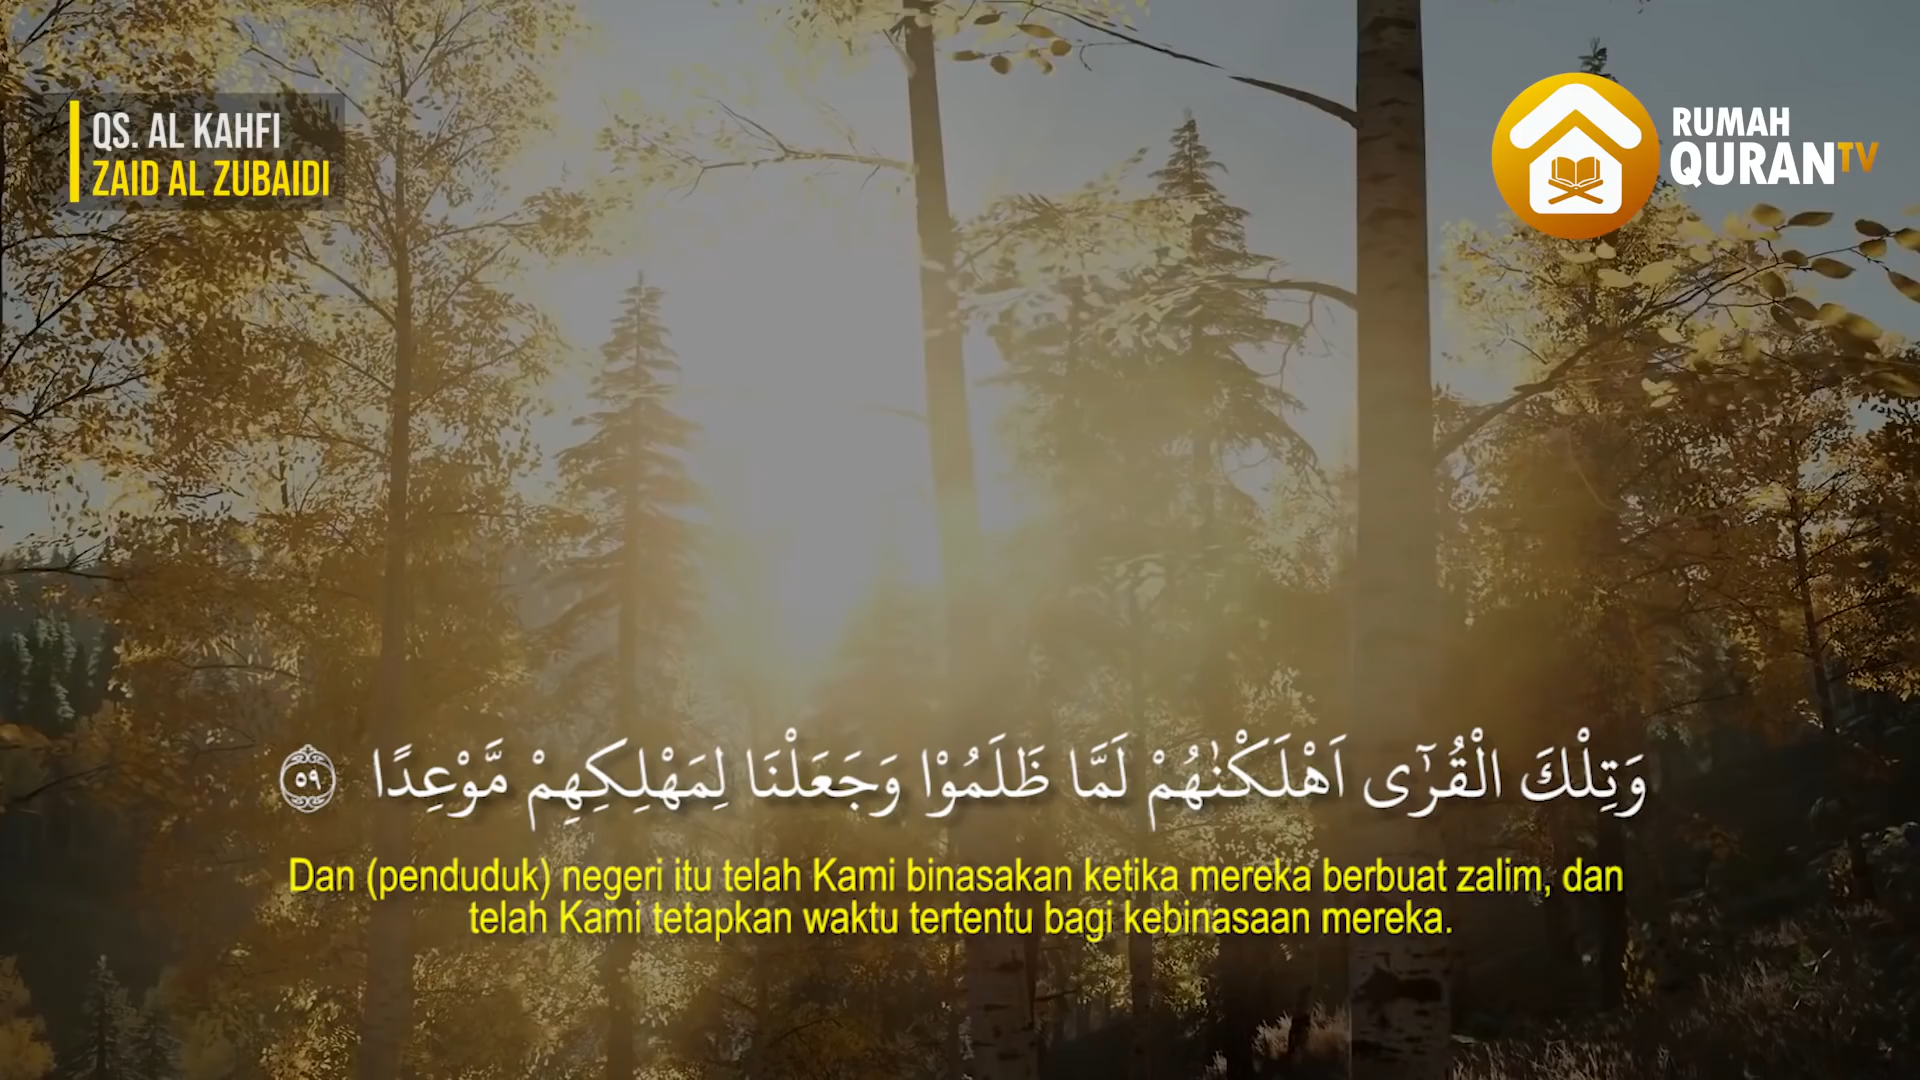 QS. AL KAHFI
ZAID AL ZUBAIDI
RUMAH
QURANTV
وَتِلْكَ الْقُرٰٓى اَهْلَكْنٰهُمْ لَمَّا ظَلَمُوْا وَجَعَلْنَا لِمَهْلِكِهِمْ مَّوْعِدًا ٥٩
Dan (penduduk) negeri itu telah Kami binasakan ketika mereka berbuat zalim, dan
telah Kami tetapkan waktu tertentu bagi kebinasaan mereka.